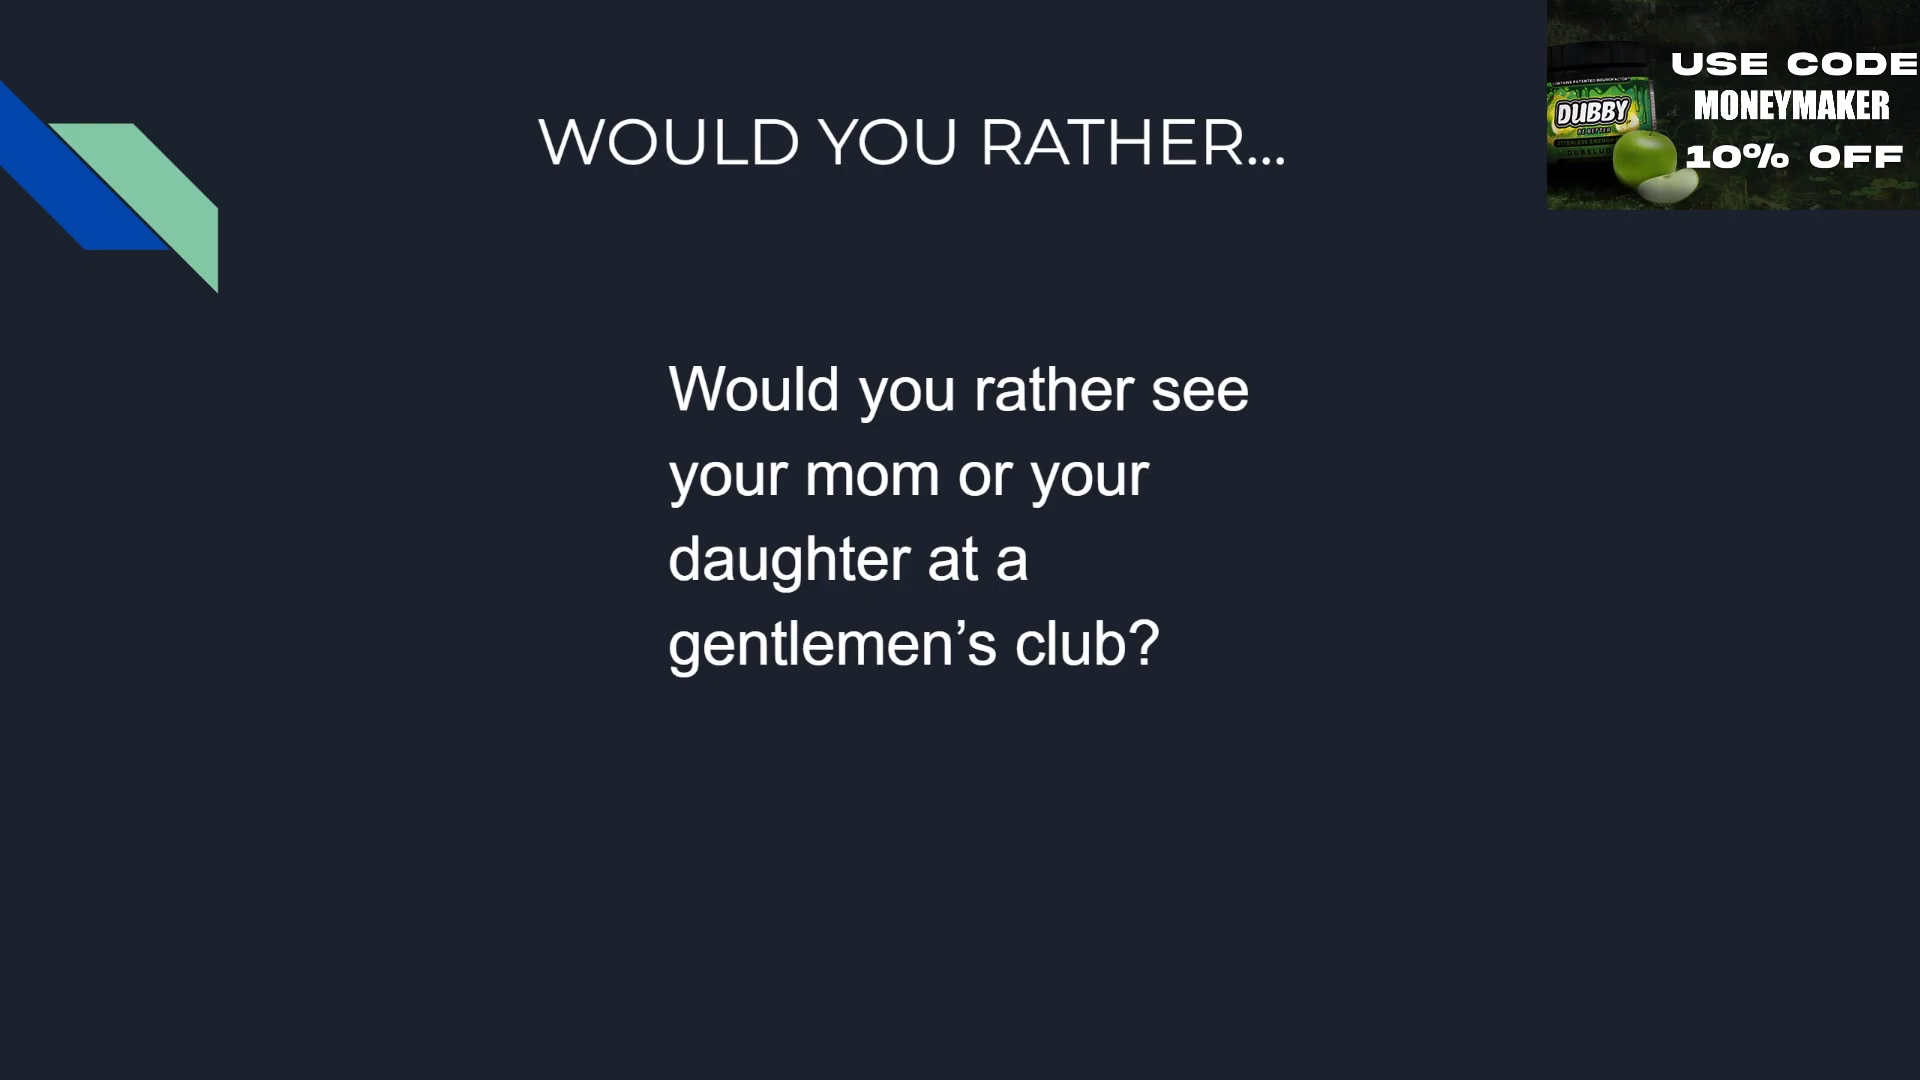 WOULD YOU RATHER...
USE CODE
MONEYMAKER
10% OFF
DUBBY
Would you rather see
your mom or your
daughter at a
gentlemen’s club?